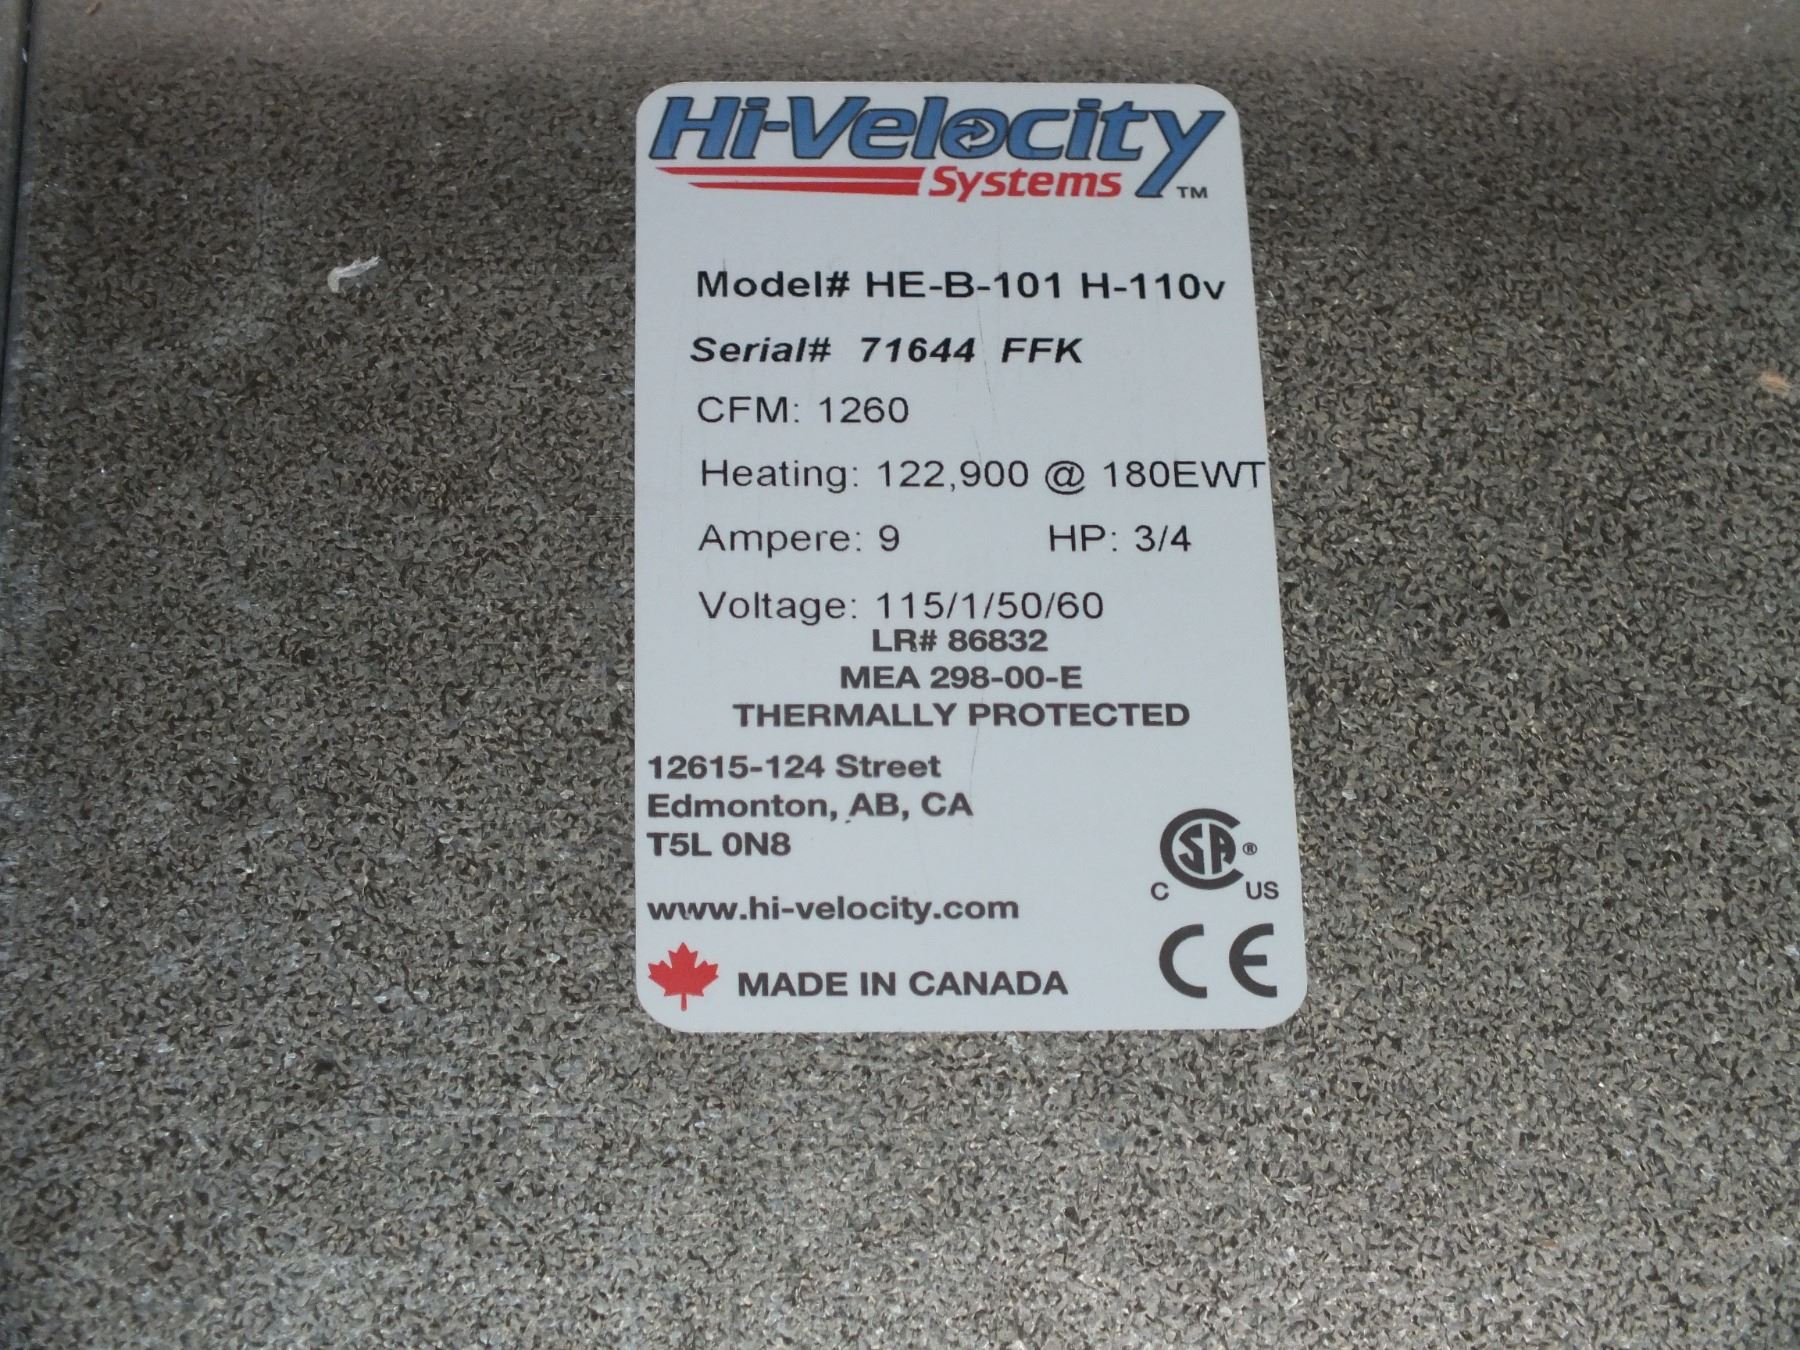 Hi-Velocity
Systems ™
Model# HE-B-101 H-110v
Serial# 71644 FFK
CFM: 1260
Heating: 122,900 @ 180EWT
Ampere: 9 HP: 3/4
Voltage: 115/1/50/60
LR# 86832
MEA 298-00-E
THERMALLY PROTECTED
12615-124 Street
Edmonton, AB, CA
T5L 0N8
SA ®
C US
www.hi-velocity.com
CE
MADE IN CANADA